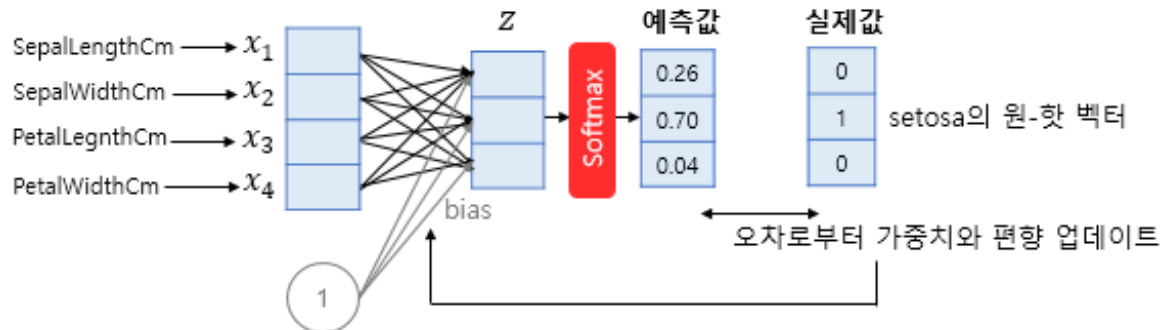 SepalLengthCm
x₁
SepalWidthCm
x₂
PetalLegnthCm
x₃
PetalWidthCm
x₄
1
bias
z
Softmax
예측값
0.26
0.70
0.04
실제값
0
1
0
setosa의 원-핫 벡터
오차로부터 가중치와 편향 업데이트